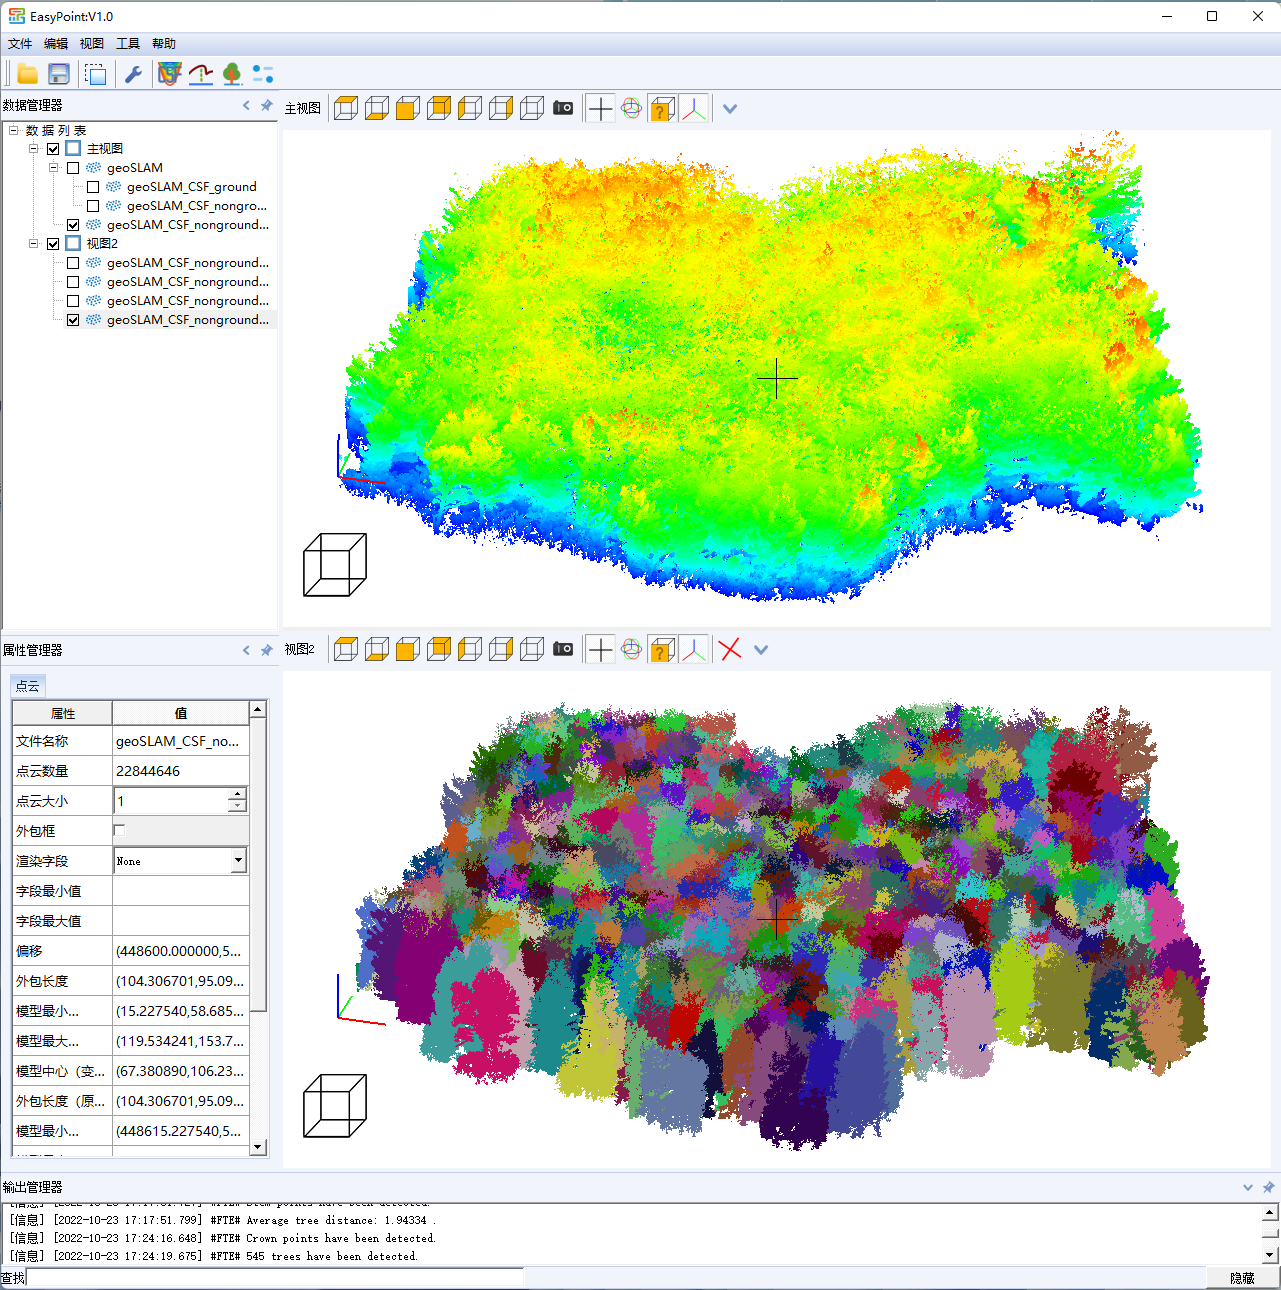 EasyPoint:V1.0
文件 编辑 视图 工具 帮助
数据管理器
数据列表
主视图
geoSLAM
geoSLAM_CSF_ground
geoSLAM_CSF_nongro...
geoSLAM_CSF_nonground...
视图2
geoSLAM_CSF_nonground...
geoSLAM_CSF_nonground...
geoSLAM_CSF_nonground...
geoSLAM_CSF_nonground...
主视图
视图2
属性管理器
点云
属性 值
文件名称 geoSLAM_CSF_no...
点云数量 22844646
点云大小 1
外包框
渲染字段 None
字段最小值
字段最大值
偏移 (448600.000000,5...
外包长度 (104.306701,95.09...
模型最小... (15.227540,58.685...
模型最大... (119.534241,153.7...
模型中心（变... (67.380890,106.23...
外包长度（原... (104.306701,95.09...
模型最小... (448615.227540,5...
输出管理器
[信息] [2022-10-23 17:17:51.799] #FTE# Average tree distance: 1.94334 .
[信息] [2022-10-23 17:24:16.648] #FTE# Crown points have been detected.
[信息] [2022-10-23 17:24:19.675] #FTE# 545 trees have been detected.
查找
隐藏